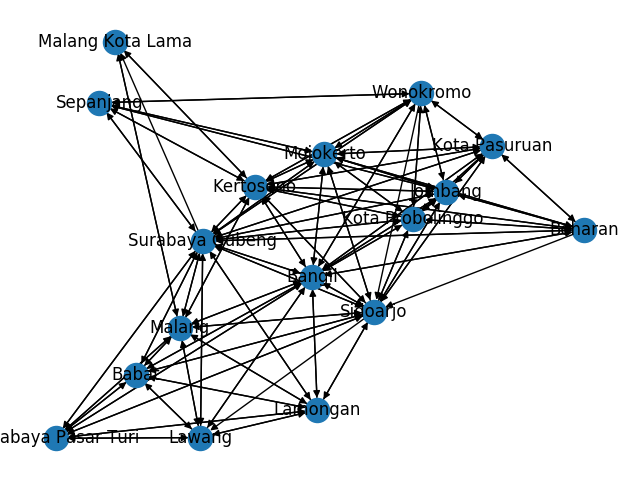 Malang Kota Lama
Wonokromo
Sepanjang
Kota Pasuruan
Mojokerto
Kertosono
Jombang
Kota Probolinggo
Surabaya Gubeng
Bangil
Sidoarjo
Malang
Babat
Lamongan
abaya Pasar Turi
Lawang